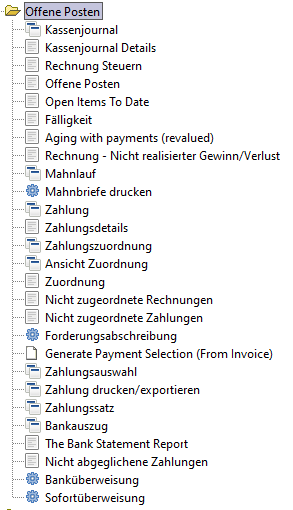 Offene Posten
Kassenjournal
Kassenjournal Details
Rechnung Steuern
Offene Posten
Open Items To Date
Fälligkeit
Aging with payments (revalued)
Rechnung - Nicht realisierter Gewinn/Verlust
Mahnlauf
Mahnbriefe drucken
Zahlung
Zahlungsdetails
Zahlungszuordnung
Ansicht Zuordnung
Zuordnung
Nicht zugeordnete Rechnungen
Nicht zugeordnete Zahlungen
Forderungsabschreibung
Generate Payment Selection (From Invoice)
Zahlungsauswahl
Zahlung drucken/exportieren
Zahlungssatz
Bankauszug
The Bank Statement Report
Nicht abgeglichene Zahlungen
Banküberweisung
Sofortüberweisung